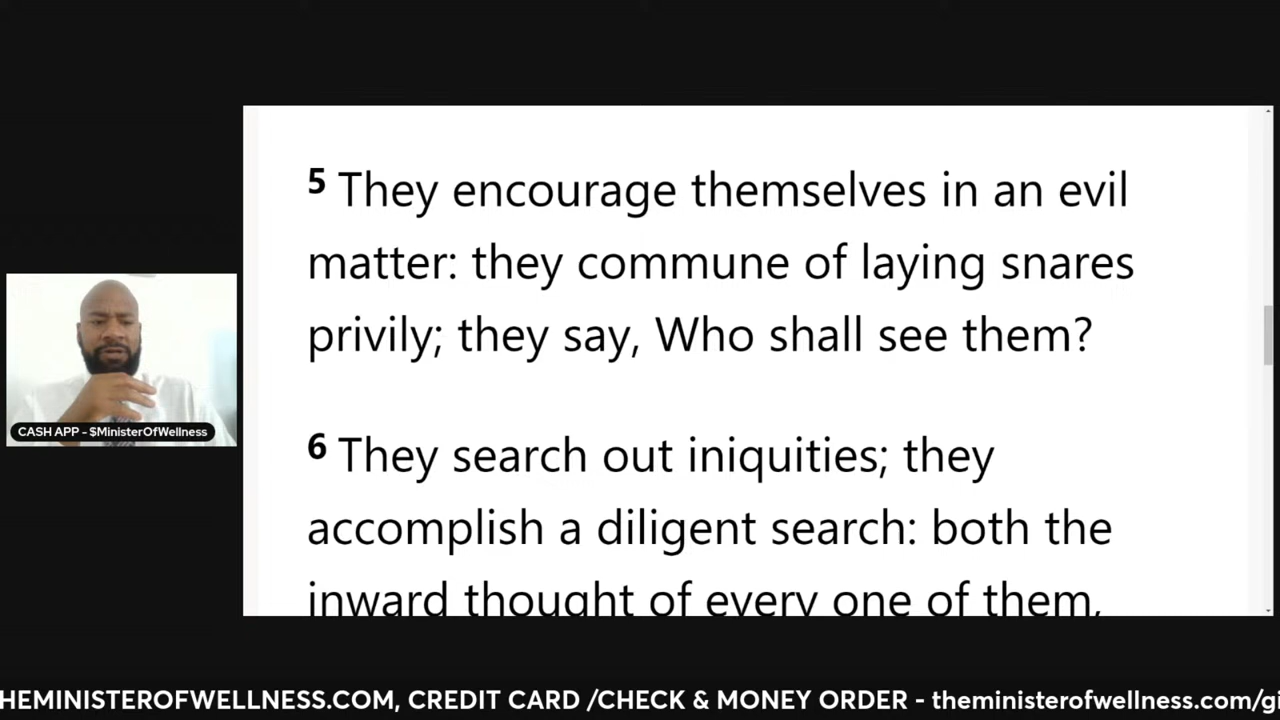 5 They encourage themselves in an evil
matter: they commune of laying snares
privily; they say, Who shall see them?
6 They search out iniquities; they
accomplish a diligent search: both the
inward thought of every one of them,
CASH APP - $MinisterOfWellness
HEMINISTEROFWELLNESS.COM, CREDIT CARD /CHECK & MONEY ORDER - theministerofwellness.com/gi